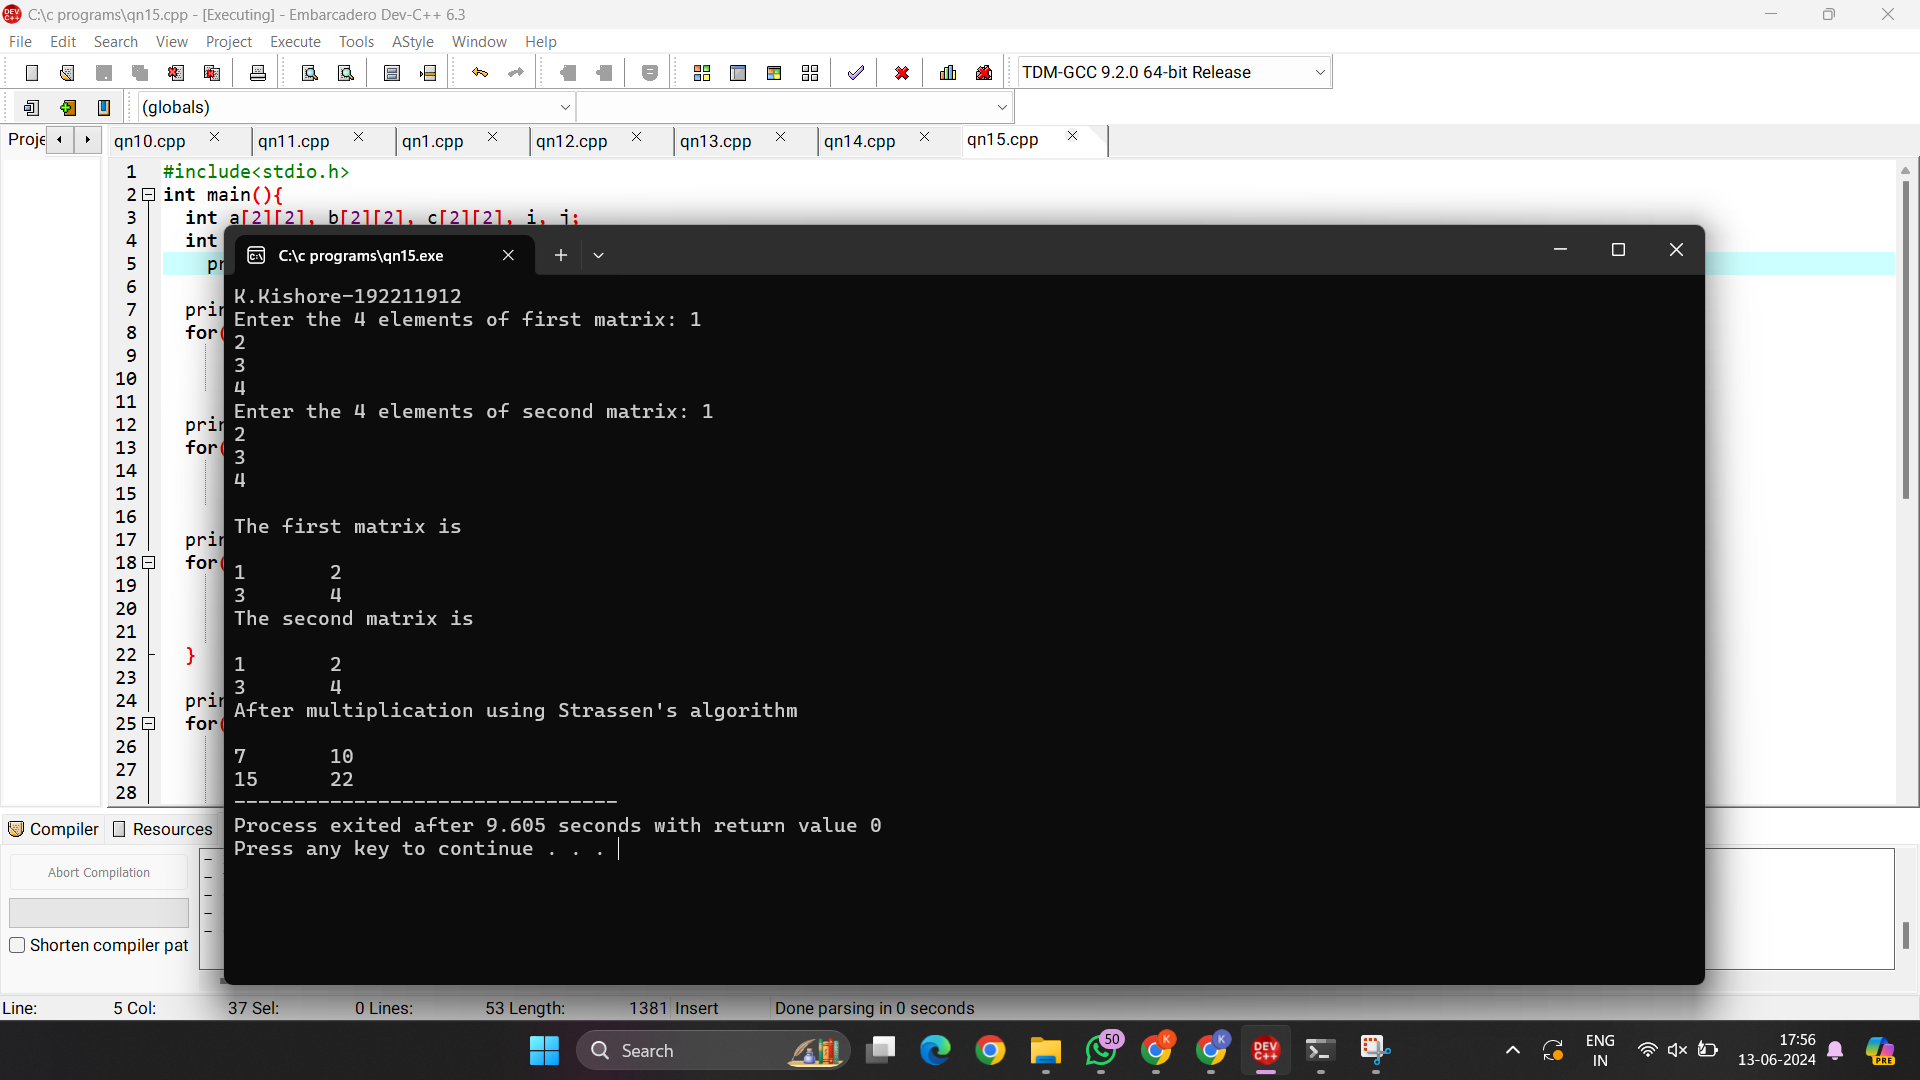 C:\c programs\qn15.cpp - [Executing] - Embarcadero Dev-C++ 6.3
File Edit Search View Project Execute Tools AStyle Window Help
TDM-GCC 9.2.0 64-bit Release
(globals)
Proje qn10.cpp qn11.cpp qn1.cpp qn12.cpp qn13.cpp qn14.cpp qn15.cpp
1 #include<stdio.h>
2 int main(){
3 int a[2][2], b[2][2], c[2][2], i, j;
4 int
5 pr
6
7 prin
8 for(
9
10
11
12 prin
13 for(
14
15
16
17 prin
18 for(
19
20
21
22 }
23
24 prin
25 for(
26
27
28
C:\c programs\qn15.exe
K.Kishore-192211912
Enter the 4 elements of first matrix: 1
2
3
4
Enter the 4 elements of second matrix: 1
2
3
4
The first matrix is
1 2
3 4
The second matrix is
1 2
3 4
After multiplication using Strassen's algorithm
7 10
15 22
--------------------------------
Process exited after 9.605 seconds with return value 0
Press any key to continue . . .
Compiler Resources
Abort Compilation
Shorten compiler pat
Line: 5 Col: 37 Sel: 0 Lines: 53 Length: 1381 Insert Done parsing in 0 seconds
Search
50
K
K
DEV
C++
ENG
IN
17:56
13-06-2024
PRE